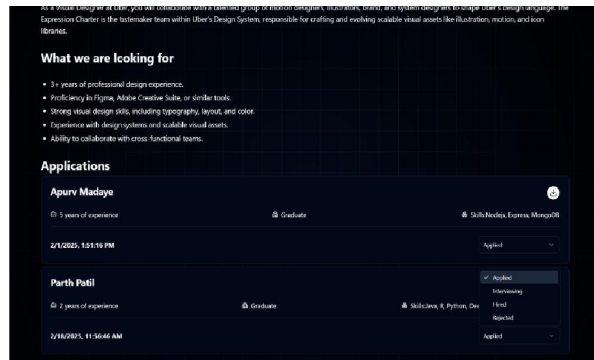 As a Visual Designer at Uber, you will collaborate with a talented group of motion designers, illustrators, brand, and system designers to shape Uber's design language. The
Expression Charter is the tastemaker team within Uber's Design System, responsible for crafting and evolving scalable visual assets like illustration, motion, and icon
libraries.
What we are looking for
• 3+ years of professional design experience.
• Proficiency in Figma, Adobe Creative Suite, or similar tools.
• Strong visual design skills, including typography, layout, and color.
• Experience with design systems and scalable visual assets.
• Ability to collaborate with cross-functional teams.
Applications
Apurv Madaye
5 years of experience Graduate Skills:Nodejs, Express, MongoDB
2/1/2025, 1:51:16 PM Applied
Parth Patil
✓ Applied
Interviewing
2 years of experience Graduate Skills:Java, R, Python, Dee
Hired
Rejected
2/18/2025, 11:56:46 AM Applied